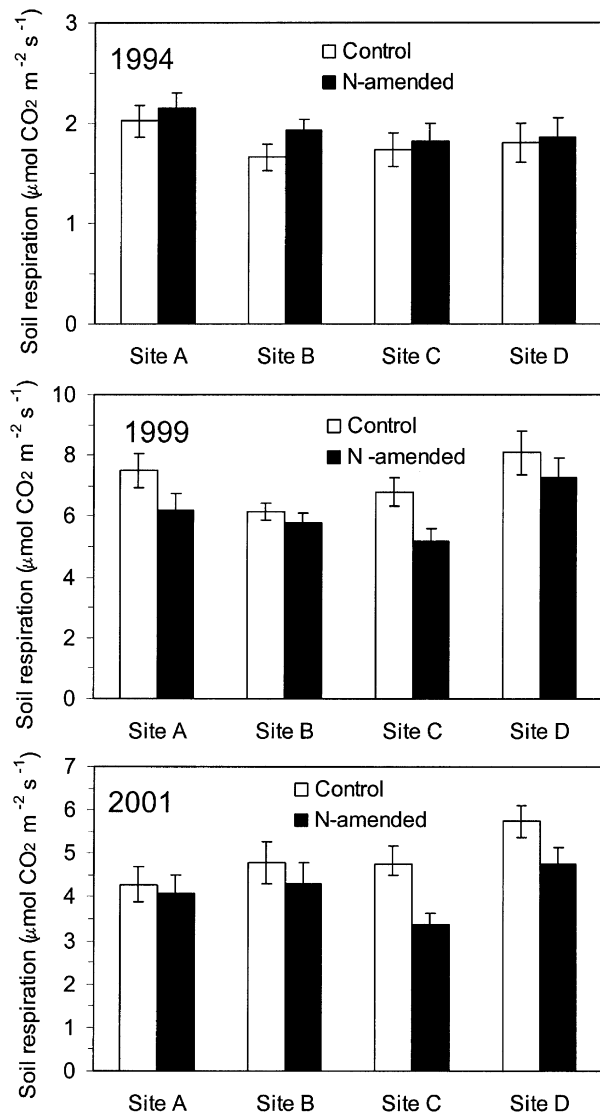 Soil respiration (μmol CO2 m-2 s-1)
3
2
1
0
1994
Control
N-amended
Site A Site B Site C Site D
Soil respiration (μmol CO2 m-2 s-1)
10
8
6
4
2
0
1999
Control
N -amended
Site A Site B Site C Site D
Soil respiration (μmol CO2 m-2 s-1)
7
6
5
4
3
2
1
0
2001
Control
N-amended
Site A Site B Site C Site D